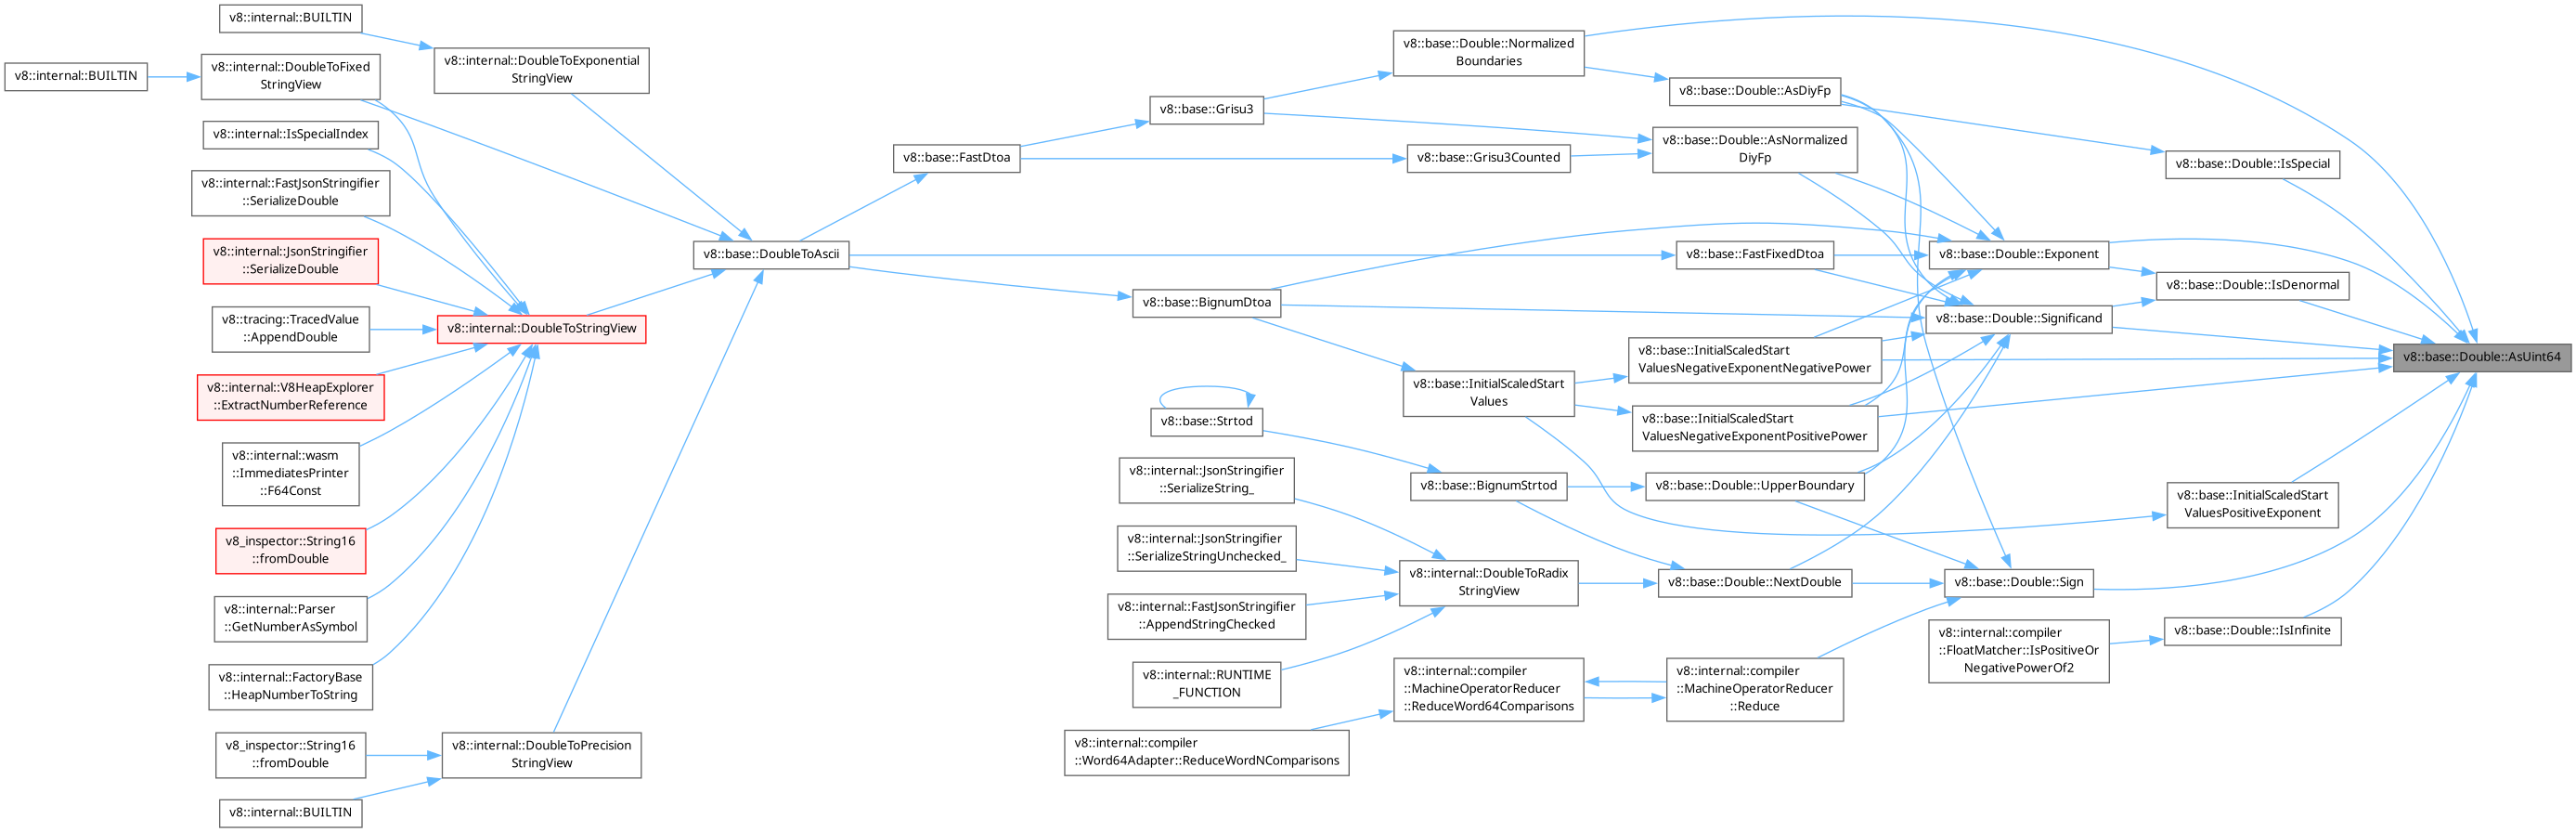 v8::internal::BUILTIN
v8::internal::BUILTIN
v8::internal::DoubleToFixed
StringView
v8::internal::IsSpecialIndex
v8::internal::FastJsonStringifier
::SerializeDouble
v8::internal::JsonStringifier
::SerializeDouble
v8::tracing::TracedValue
::AppendDouble
v8::internal::V8HeapExplorer
::ExtractNumberReference
v8::internal::wasm
::ImmediatesPrinter
::F64Const
v8_inspector::String16
::fromDouble
v8::internal::Parser
::GetNumberAsSymbol
v8::internal::FactoryBase
::HeapNumberToString
v8_inspector::String16
::fromDouble
v8::internal::BUILTIN
v8::internal::DoubleToExponential
StringView
v8::internal::DoubleToStringView
v8::internal::DoubleToPrecision
StringView
v8::base::DoubleToAscii
v8::base::FastDtoa
v8::base::Grisu3
v8::base::BignumDtoa
v8::base::Strtod
v8::internal::JsonStringifier
::SerializeString_
v8::internal::JsonStringifier
::SerializeStringUnchecked_
v8::internal::FastJsonStringifier
::AppendStringChecked
v8::internal::RUNTIME
_FUNCTION
v8::internal::compiler
::Word64Adapter::ReduceWordNComparisons
v8::base::Double::Normalized
Boundaries
v8::base::Grisu3Counted
v8::base::InitialScaledStart
Values
v8::base::BignumStrtod
v8::internal::DoubleToRadix
StringView
v8::internal::compiler
::MachineOperatorReducer
::ReduceWord64Comparisons
v8::base::Double::AsDiyFp
v8::base::Double::AsNormalized
DiyFp
v8::base::FastFixedDtoa
v8::base::InitialScaledStart
ValuesNegativeExponentNegativePower
v8::base::InitialScaledStart
ValuesNegativeExponentPositivePower
v8::base::Double::UpperBoundary
v8::base::Double::NextDouble
v8::internal::compiler
::MachineOperatorReducer
::Reduce
v8::base::Double::Exponent
v8::base::Double::Significand
v8::base::Double::Sign
v8::internal::compiler
::FloatMatcher::IsPositiveOr
NegativePowerOf2
v8::base::Double::IsSpecial
v8::base::Double::IsDenormal
v8::base::InitialScaledStart
ValuesPositiveExponent
v8::base::Double::IsInfinite
v8::base::Double::AsUint64